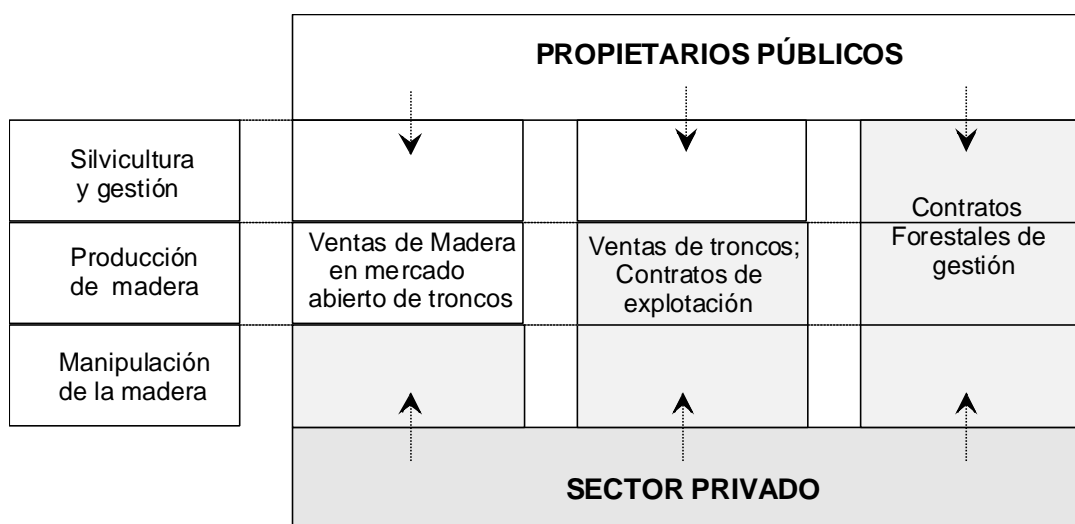 PROPIETARIOS PÚBLICOS
Silvicultura
y gestión
Producción
de madera
Manipulación
de la madera
Ventas de Madera
en mercado
abierto de troncos
Ventas de troncos;
Contratos de
explotación
Contratos
Forestales de
gestión
SECTOR PRIVADO